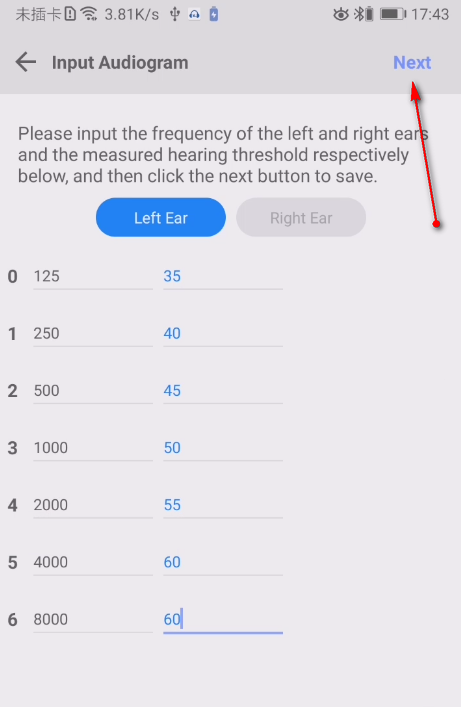 未插卡 3.81K/s 17:43
Input Audiogram Next
Please input the frequency of the left and right ears
and the measured hearing threshold respectively
below, and then click the next button to save.
Left Ear Right Ear
0 125 35
1 250 40
2 500 45
3 1000 50
4 2000 55
5 4000 60
6 8000 60